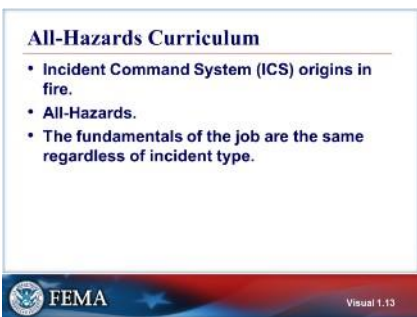 All-Hazards Curriculum
• Incident Command System (ICS) origins in
fire.
• All-Hazards.
• The fundamentals of the job are the same
regardless of incident type.
FEMA
Visual 1.13